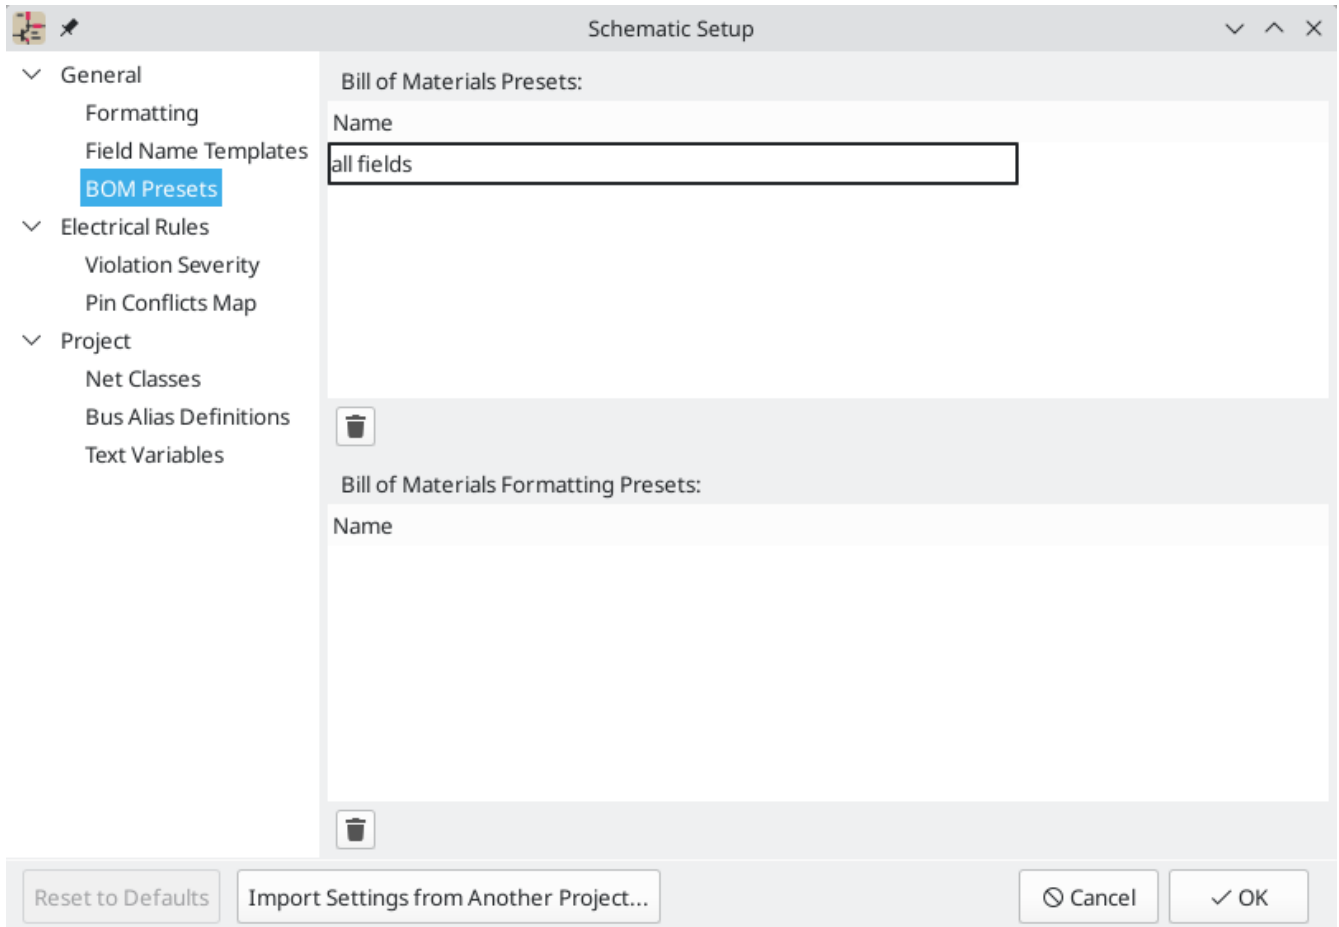 Schematic Setup
General
Formatting
Field Name Templates
BOM Presets
Electrical Rules
Violation Severity
Pin Conflicts Map
Project
Net Classes
Bus Alias Definitions
Text Variables
Bill of Materials Presets:
Name
all fields
Bill of Materials Formatting Presets:
Name
Reset to Defaults
Import Settings from Another Project...
Cancel
OK